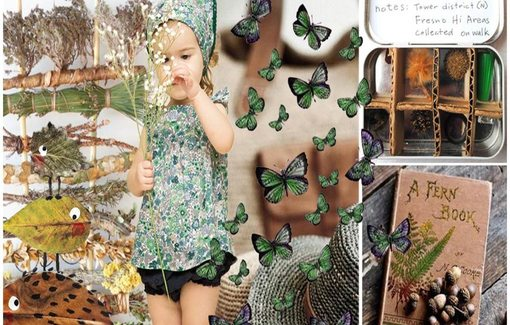 notes: Tower district (N)
Fresno Hi Areas
collected on walk
A FERN
BOOK